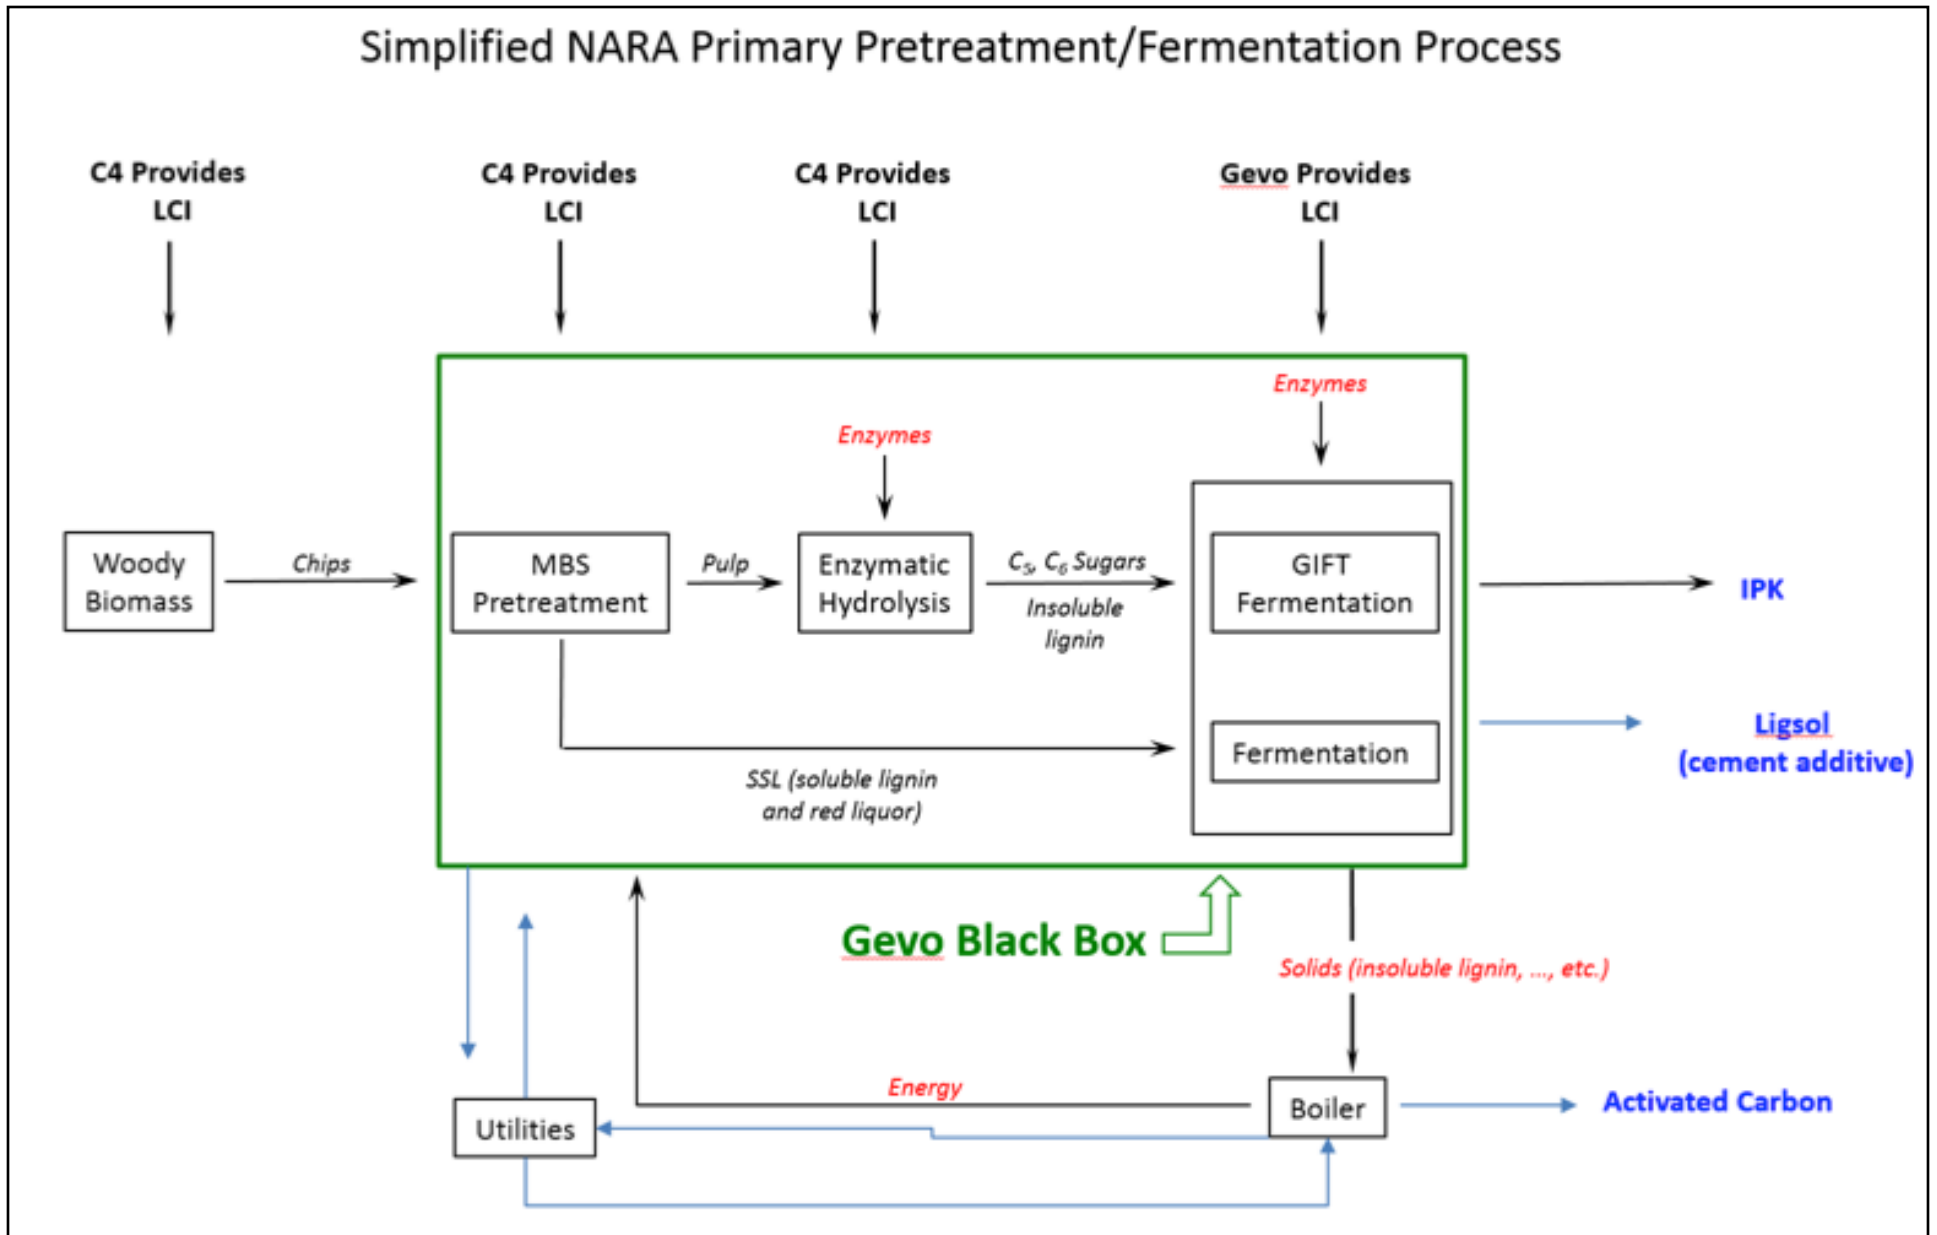 Simplified NARA Primary Pretreatment/Fermentation Process
C4 Provides
LCI
C4 Provides
LCI
C4 Provides
LCI
Gevo Provides
LCI
Enzymes
Enzymes
Woody
Biomass
Chips
MBS
Pretreatment
Pulp
Enzymatic
Hydrolysis
C₅, C₆ Sugars
Insoluble
lignin
GIFT
Fermentation
IPK
Fermentation
Ligsol
(cement additive)
SSL (soluble lignin
and red liquor)
Gevo Black Box
Solids (insoluble lignin, ..., etc.)
Energy
Utilities
Boiler
Activated Carbon